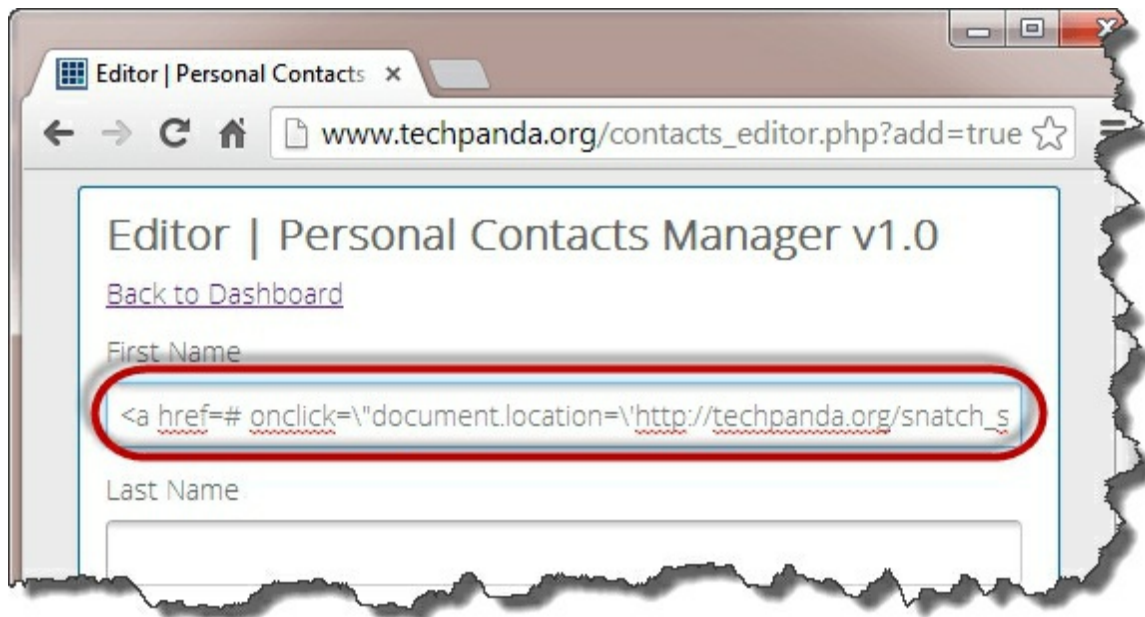 Editor | Personal Contacts
www.techpanda.org/contacts_editor.php?add=true
Editor | Personal Contacts Manager v1.0
Back to Dashboard
First Name
<a href=# onclick=\"document.location=\'http://techpanda.org/snatch_s
Last Name